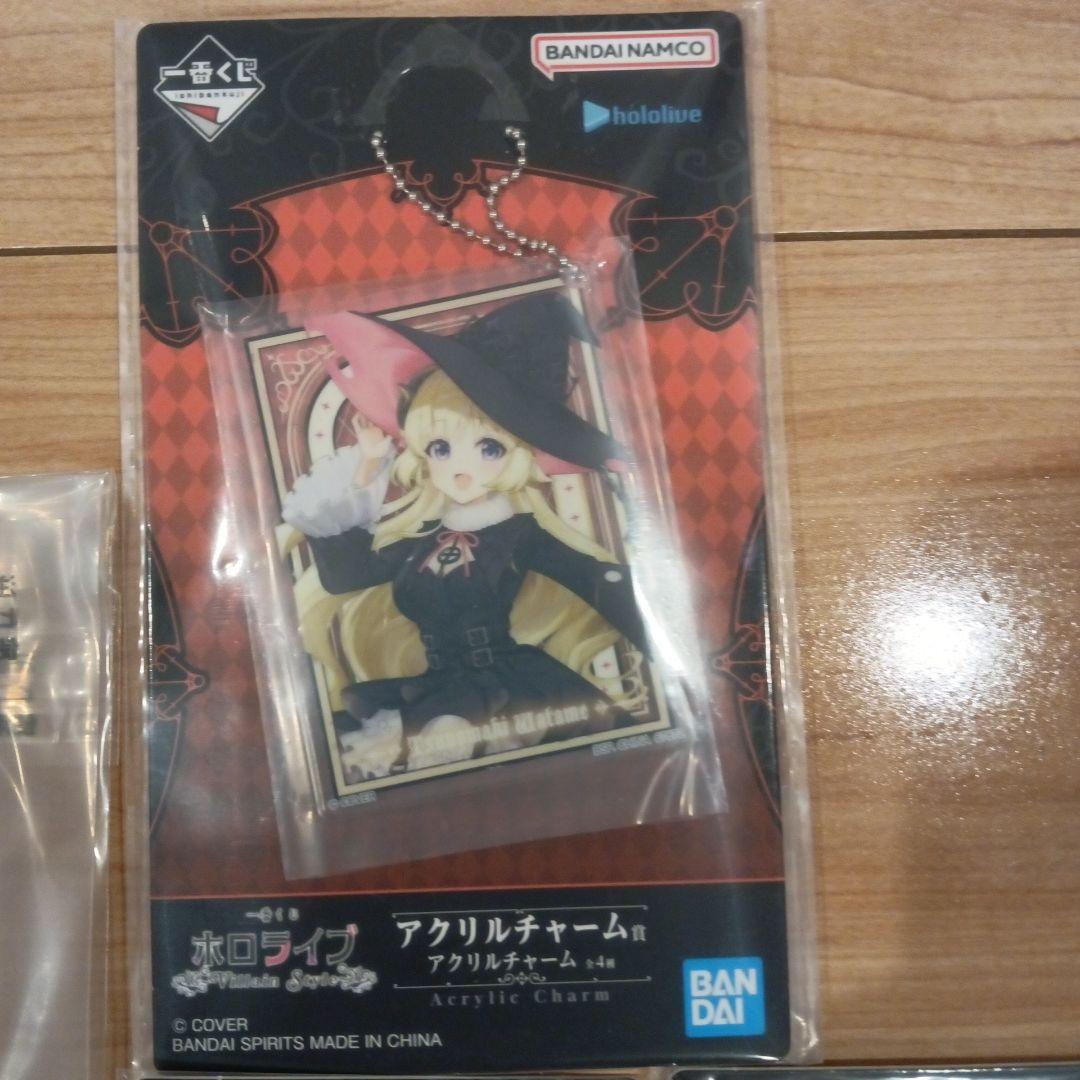 一番くじ
ichibanKUJI
BANDAI NAMCO
hololive
Tsunomaki Watame
© COVER
BSP CHINA
一番くじ
ホロライブ
Villain Style
アクリルチャーム賞
アクリルチャーム 全4種
Acrylic Charm
BAN
DAI
© COVER
BANDAI SPIRITS MADE IN CHINA